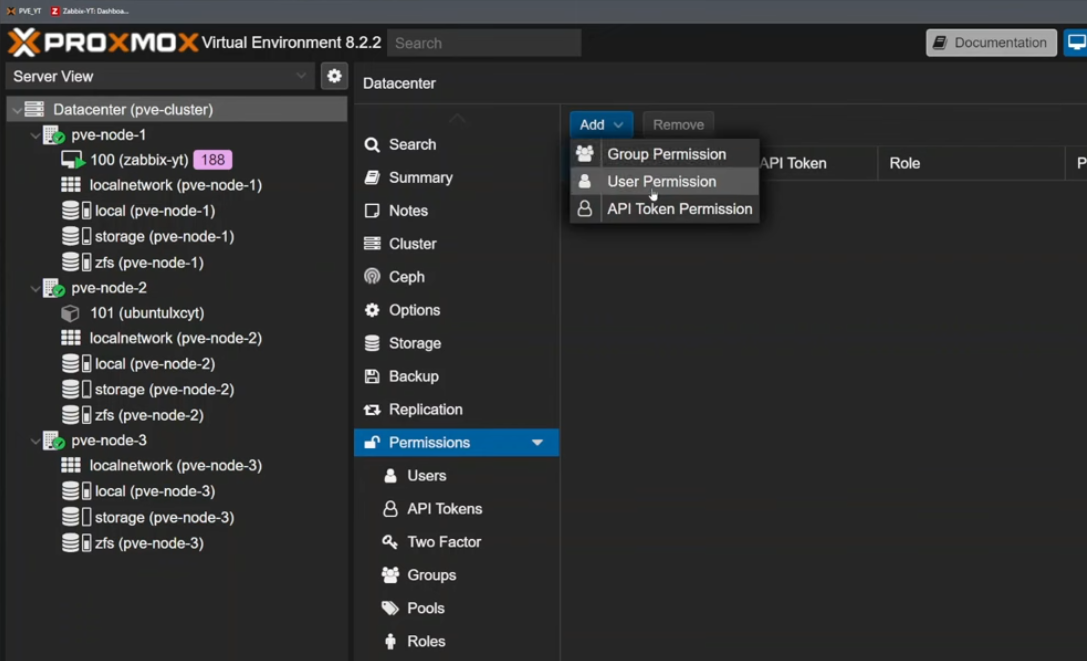 PVE_YT Zabbix-YT: Dashboa...
PROXMOX Virtual Environment 8.2.2 Search Documentation
Server View
Datacenter (pve-cluster)
pve-node-1
100 (zabbix-yt) 188
localnetwork (pve-node-1)
local (pve-node-1)
storage (pve-node-1)
zfs (pve-node-1)
pve-node-2
101 (ubuntulxcyt)
localnetwork (pve-node-2)
local (pve-node-2)
storage (pve-node-2)
zfs (pve-node-2)
pve-node-3
localnetwork (pve-node-3)
local (pve-node-3)
storage (pve-node-3)
zfs (pve-node-3)
Datacenter
Search
Summary
Notes
Cluster
Ceph
Options
Storage
Backup
Replication
Permissions
Users
API Tokens
Two Factor
Groups
Pools
Roles
Add Remove
Group Permission
User Permission
API Token Permission
API Token Role P